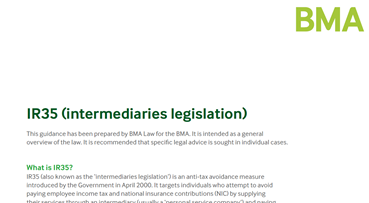 BMA
IR35 (intermediaries legislation)
This guidance has been prepared by BMA Law for the BMA. It is intended as a general
overview of the law. It is recommended that specific legal advice is sought in individual cases.
What is IR35?
IR35 (also known as the 'intermediaries legislation') is an anti-tax avoidance measure
introduced by the Government in April 2000. It targets individuals who attempt to avoid
paying employee income tax and national insurance contributions (NIC) by supplying
their services through an intermediary (usually a 'personal service company') and paying